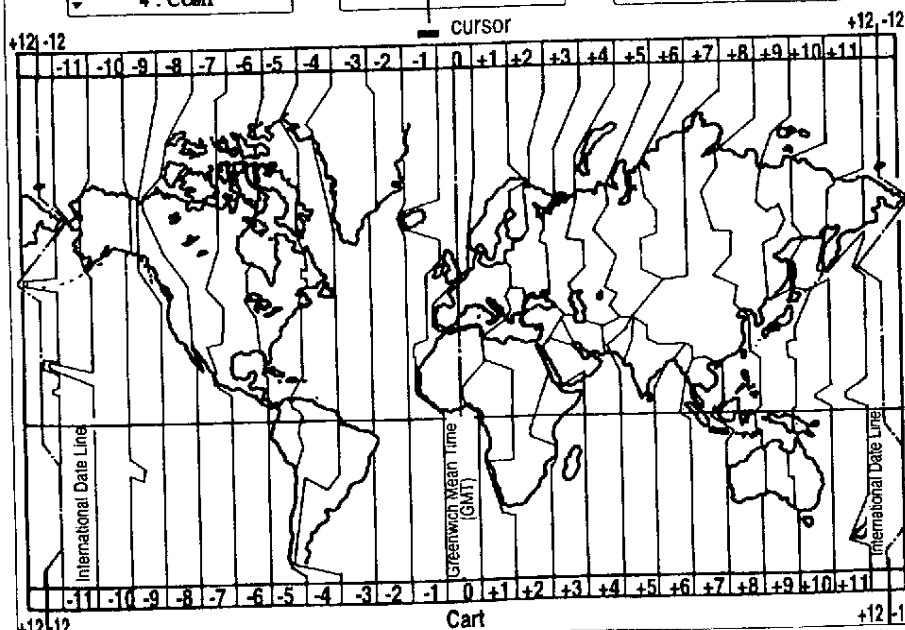 4 : Coen
cursor
+12 -12 +12 -12
-11 -10 -9 -8 -7 -6 -5 -4 -3 -2 -1 0 +1 +2 +3 +4 +5 +6 +7 +8 +9 +10 +11
International Date Line
Greenwich Mean Time
(GMT)
International Date Line
-11 -10 -9 -8 -7 -6 -5 -4 -3 -2 -1 0 +1 +2 +3 +4 +5 +6 +7 +8 +9 +10 +11
+12 -12 +12 -1
Cart